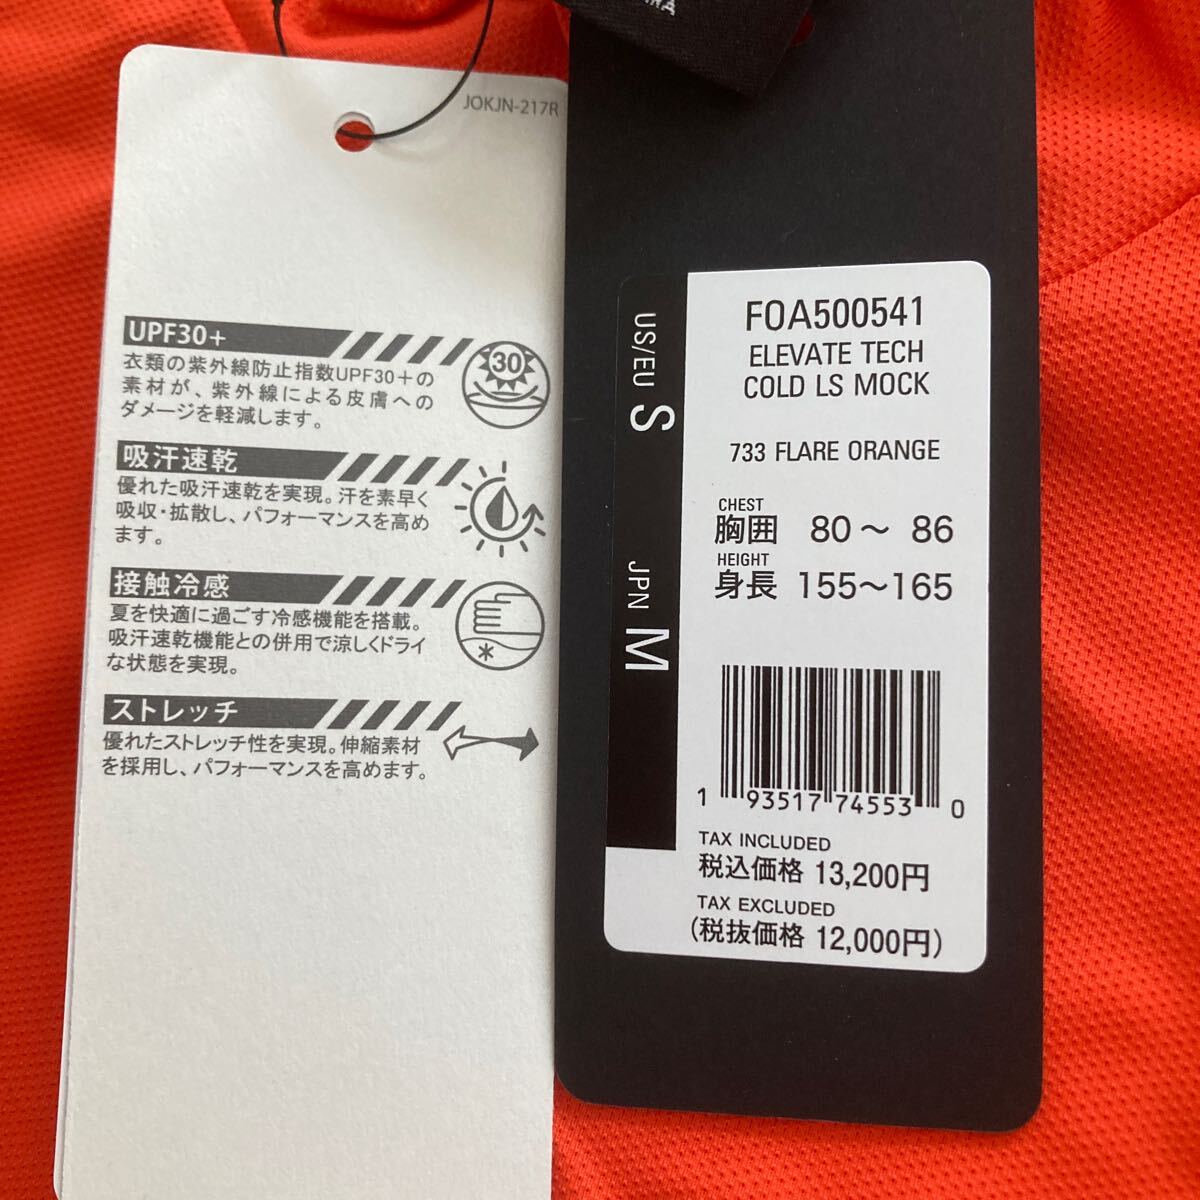 JOKJN-217R
UPF30+
衣類の紫外線防止指数UPF30+の
素材が、紫外線による皮膚への
ダメージを軽減します。
30
吸汗速乾
優れた吸汗速乾を実現。汗を素早く
吸収・拡散し、パフォーマンスを高め
ます。
接触冷感
夏を快適に過ごす冷感機能を搭載。
吸汗速乾機能との併用で涼しくドライ
な状態を実現。
ストレッチ
優れたストレッチ性を実現。伸縮素材
を採用し、パフォーマンスを高めます。
US/EU S
JPN M
FOA500541
ELEVATE TECH
COLD LS MOCK
733 FLARE ORANGE
CHEST
胸囲 80～ 86
HEIGHT
身長 155～165
1 93517 74553 0
TAX INCLUDED
税込価格 13,200円
TAX EXCLUDED
(税抜価格 12,000円)